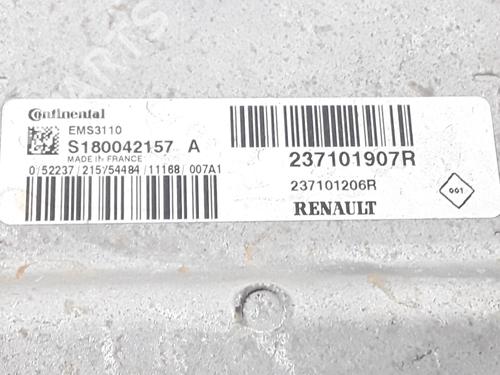 Continental
EMS3110
S180042157 A
MADE IN FRANCE
0/52237/215/54484/11168/007A1
237101907R
237101206R
RENAULT
001